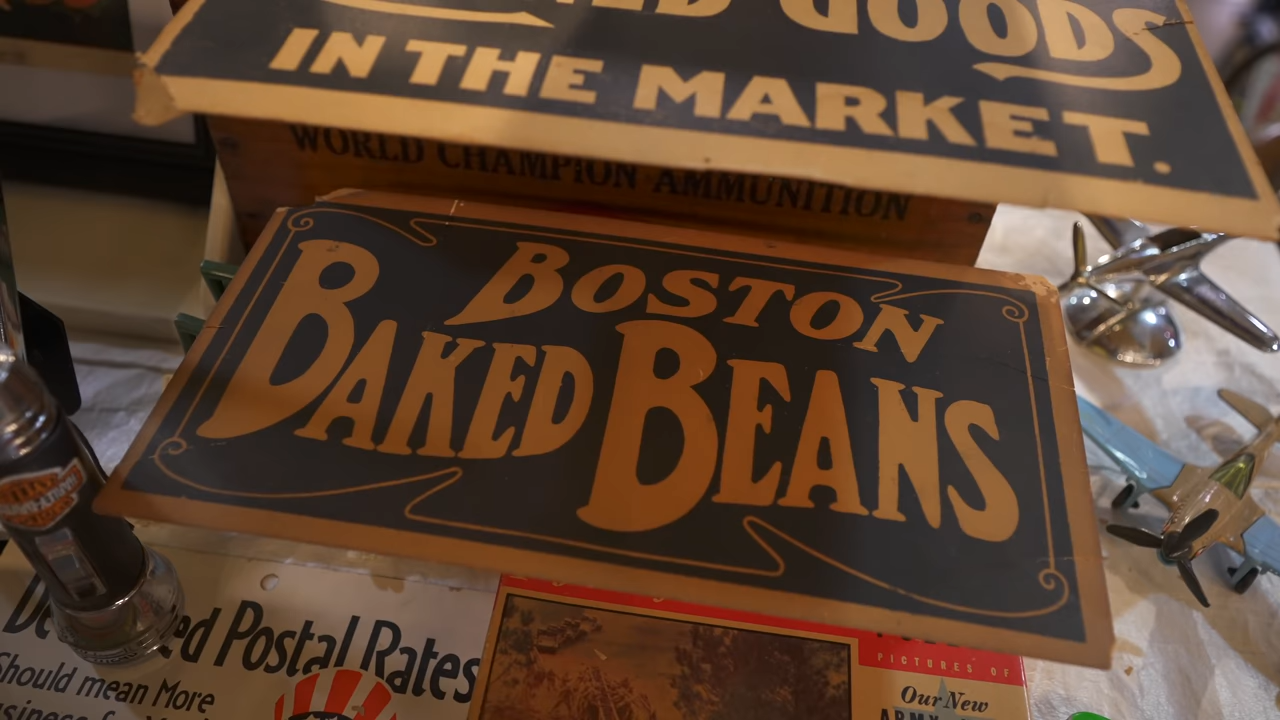 GOODS
IN THE MARKET.
WORLD CHAMPION AMMUNITION
BOSTON
BAKED BEANS
Postal Rates
Should mean More
PICTURES OF
Our New